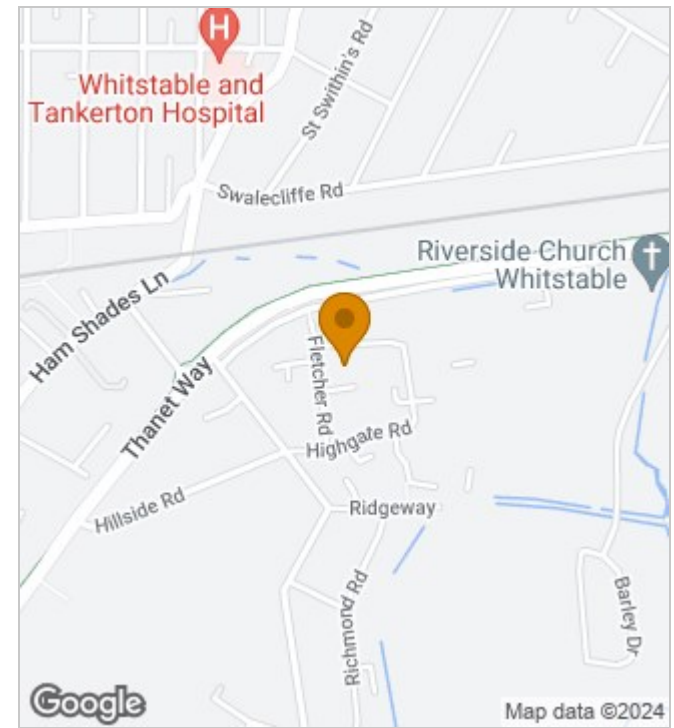 H
Whitstable and
Tankerton Hospital
St Swithin's Rd
Swalecliffe Rd
Riverside Church
Whitstable
Ham Shades Ln
Thanet Way
Fletcher Rd
Highgate Rd
Hillside Rd
Ridgeway
Richmond Rd
Barley Dr
Google
Map data ©2024